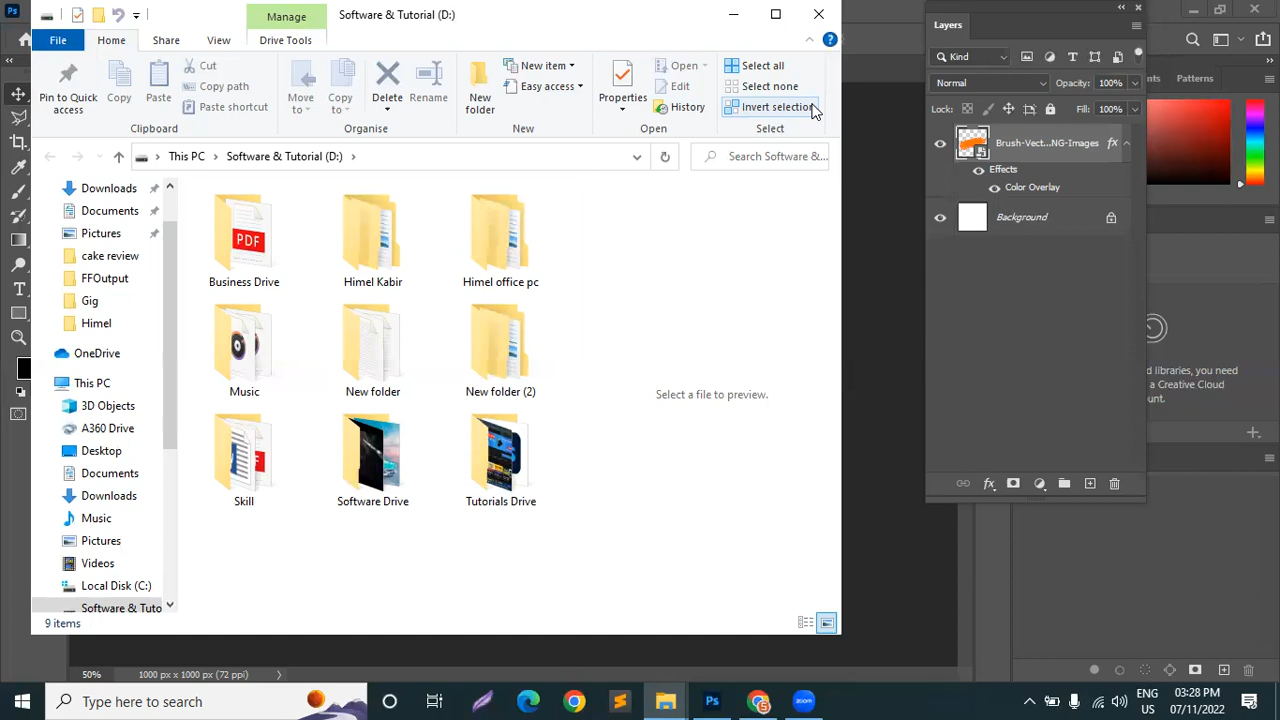 Ps
Manage
Software & Tutorial (D:)
File
Home
Share
View
Drive Tools
Pin to Quick access
Copy
Paste
Cut
Copy path
Paste shortcut
Clipboard
Move to
Copy to
Delete
Rename
Organise
New folder
New item
Easy access
New
Properties
Open
Edit
History
Open
Select all
Select none
Invert selection
Select
This PC
Software & Tutorial (D:)
Search Software &...
Downloads
Documents
Pictures
cake review
FFOutput
Gig
Himel
OneDrive
This PC
3D Objects
A360 Drive
Desktop
Documents
Downloads
Music
Pictures
Videos
Local Disk (C:)
Software & Tuto
PDF
Business Drive
Himel Kabir
Himel office pc
Music
New folder
New folder (2)
Skill
Software Drive
Tutorials Drive
Select a file to preview.
9 items
Layers
Kind
Normal
Opacity: 100%
Lock:
Fill: 100%
Brush-Vect...NG-Images
fx
Effects
Color Overlay
Background
fx
nts
Patterns
d libraries, you need
a Creative Cloud
unt.
50%
1000 px x 1000 px (72 ppi)
Type here to search
Ps
ENG
US
03:28 PM
07/11/2022
zoom